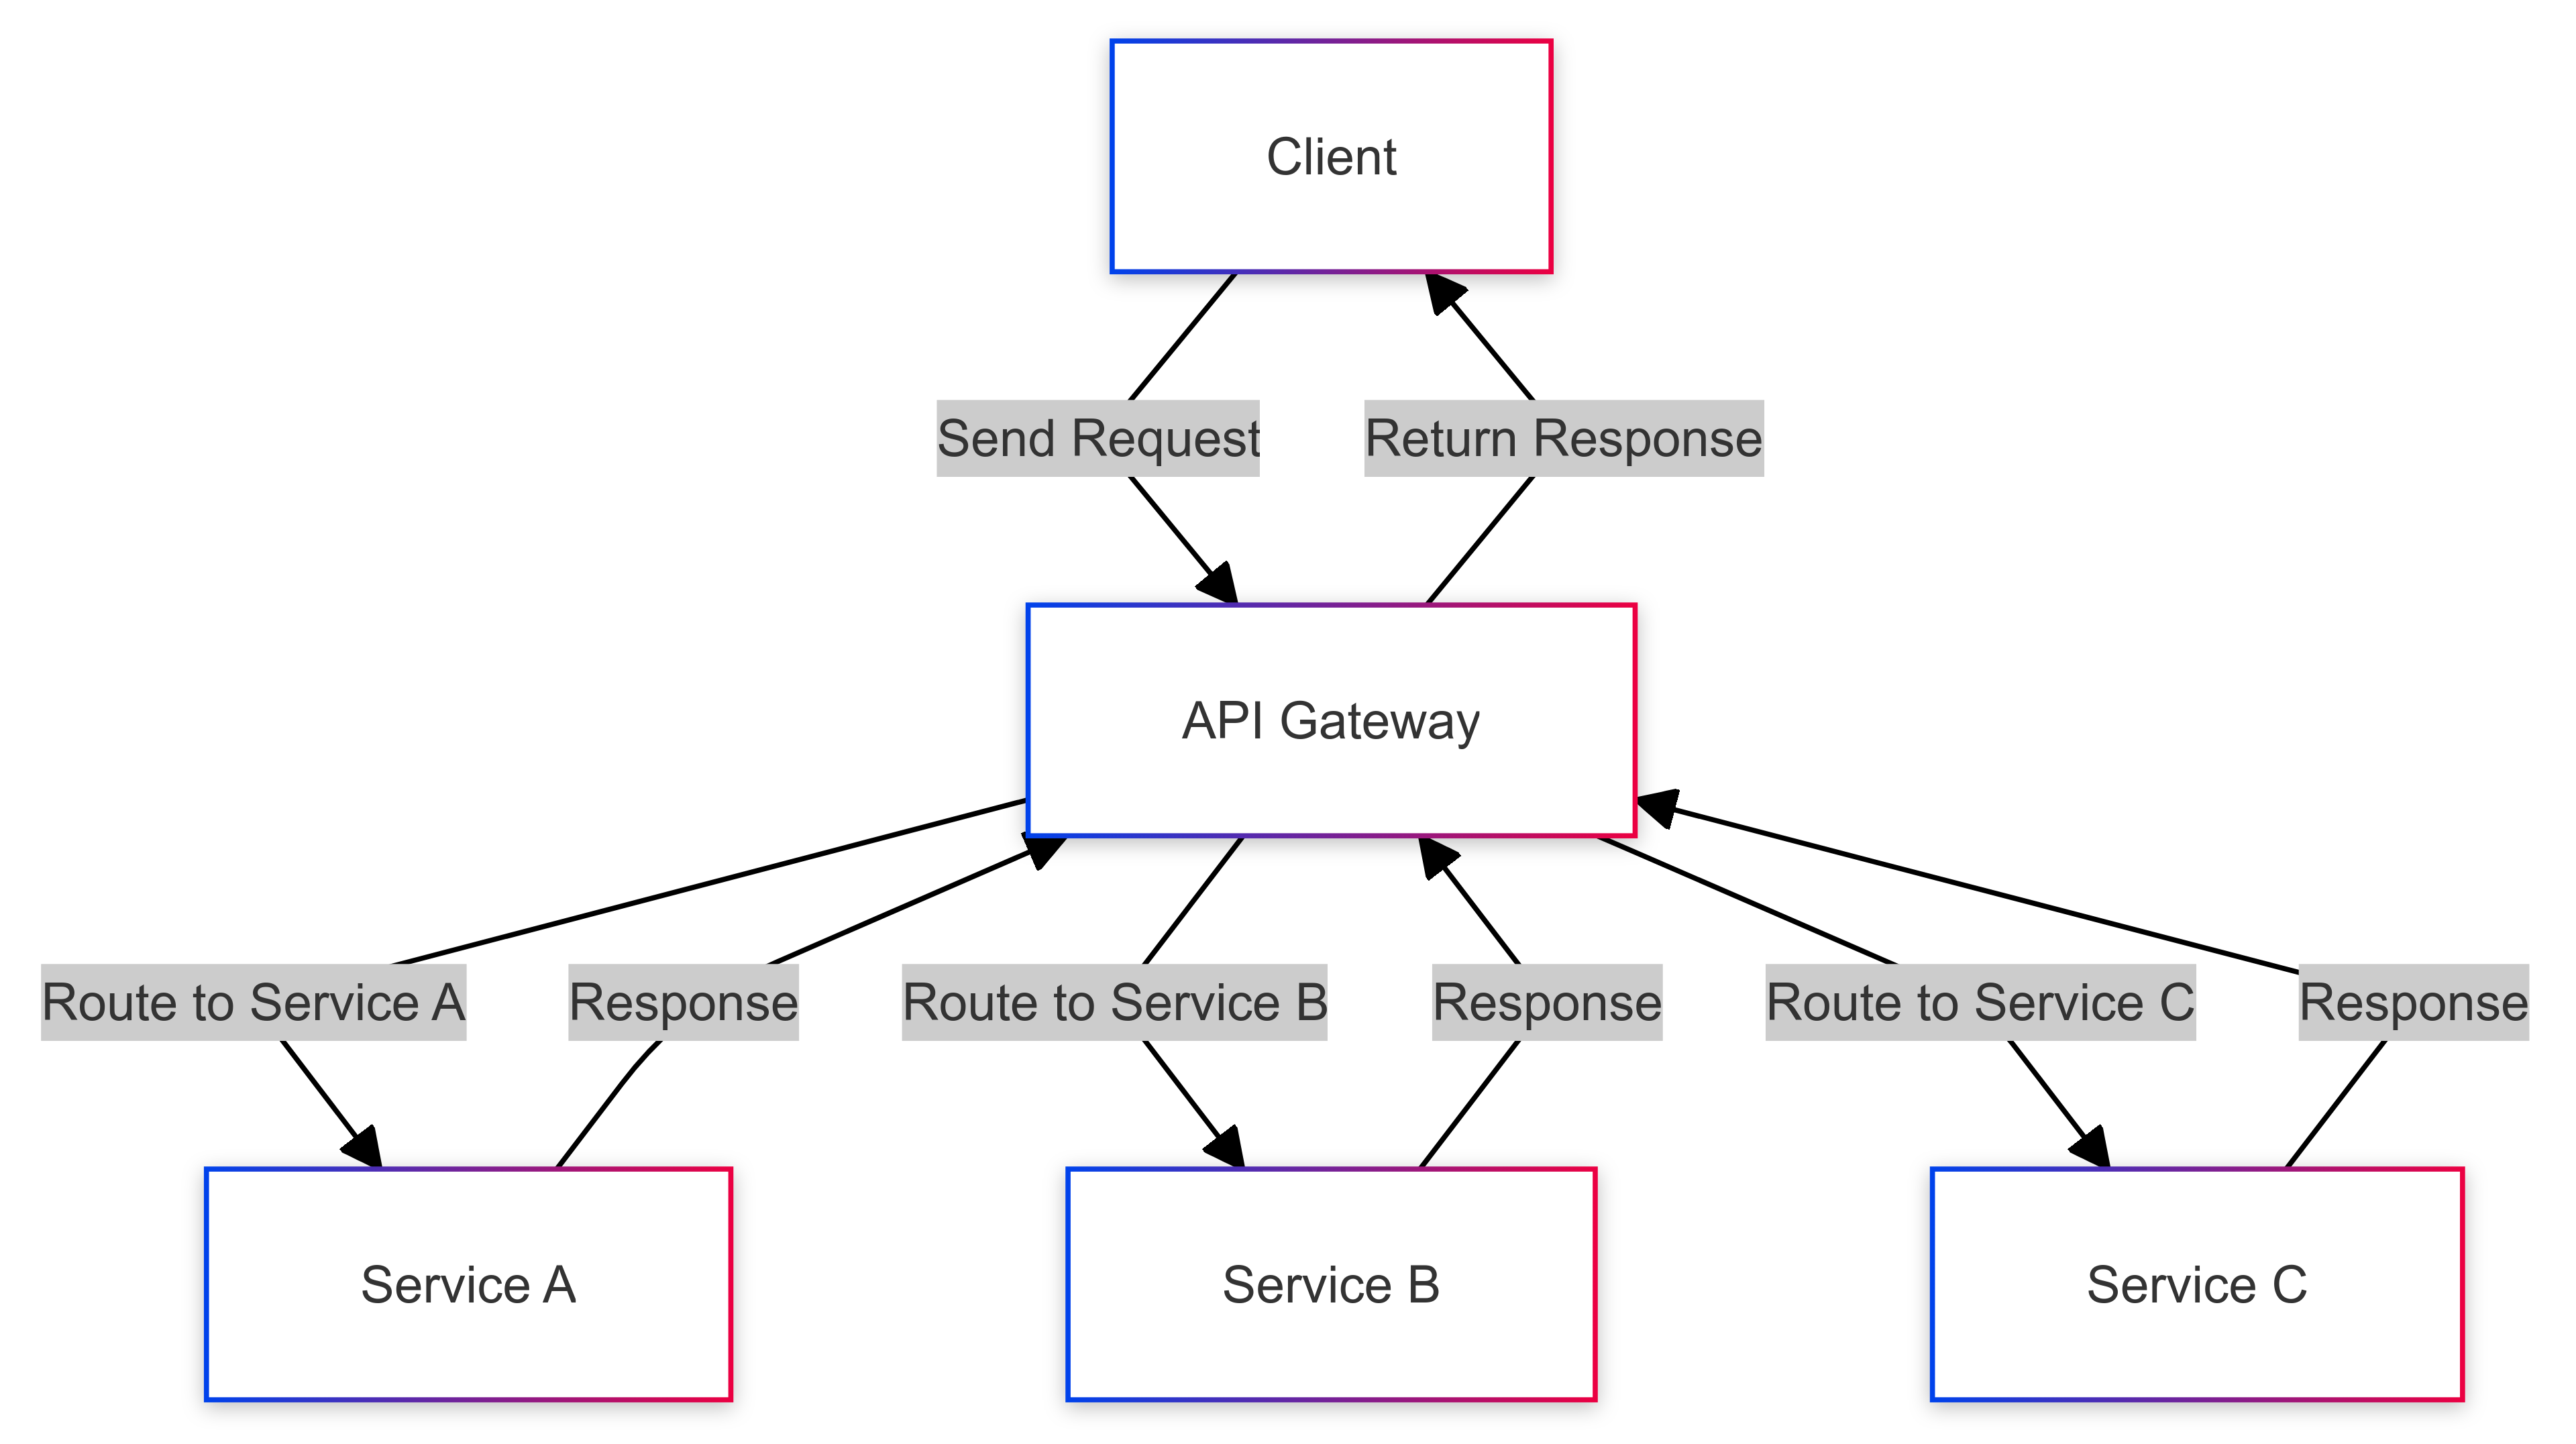 Client
Send Request
Return Response
API Gateway
Route to Service A
Response
Route to Service B
Response
Route to Service C
Response
Service A
Service B
Service C